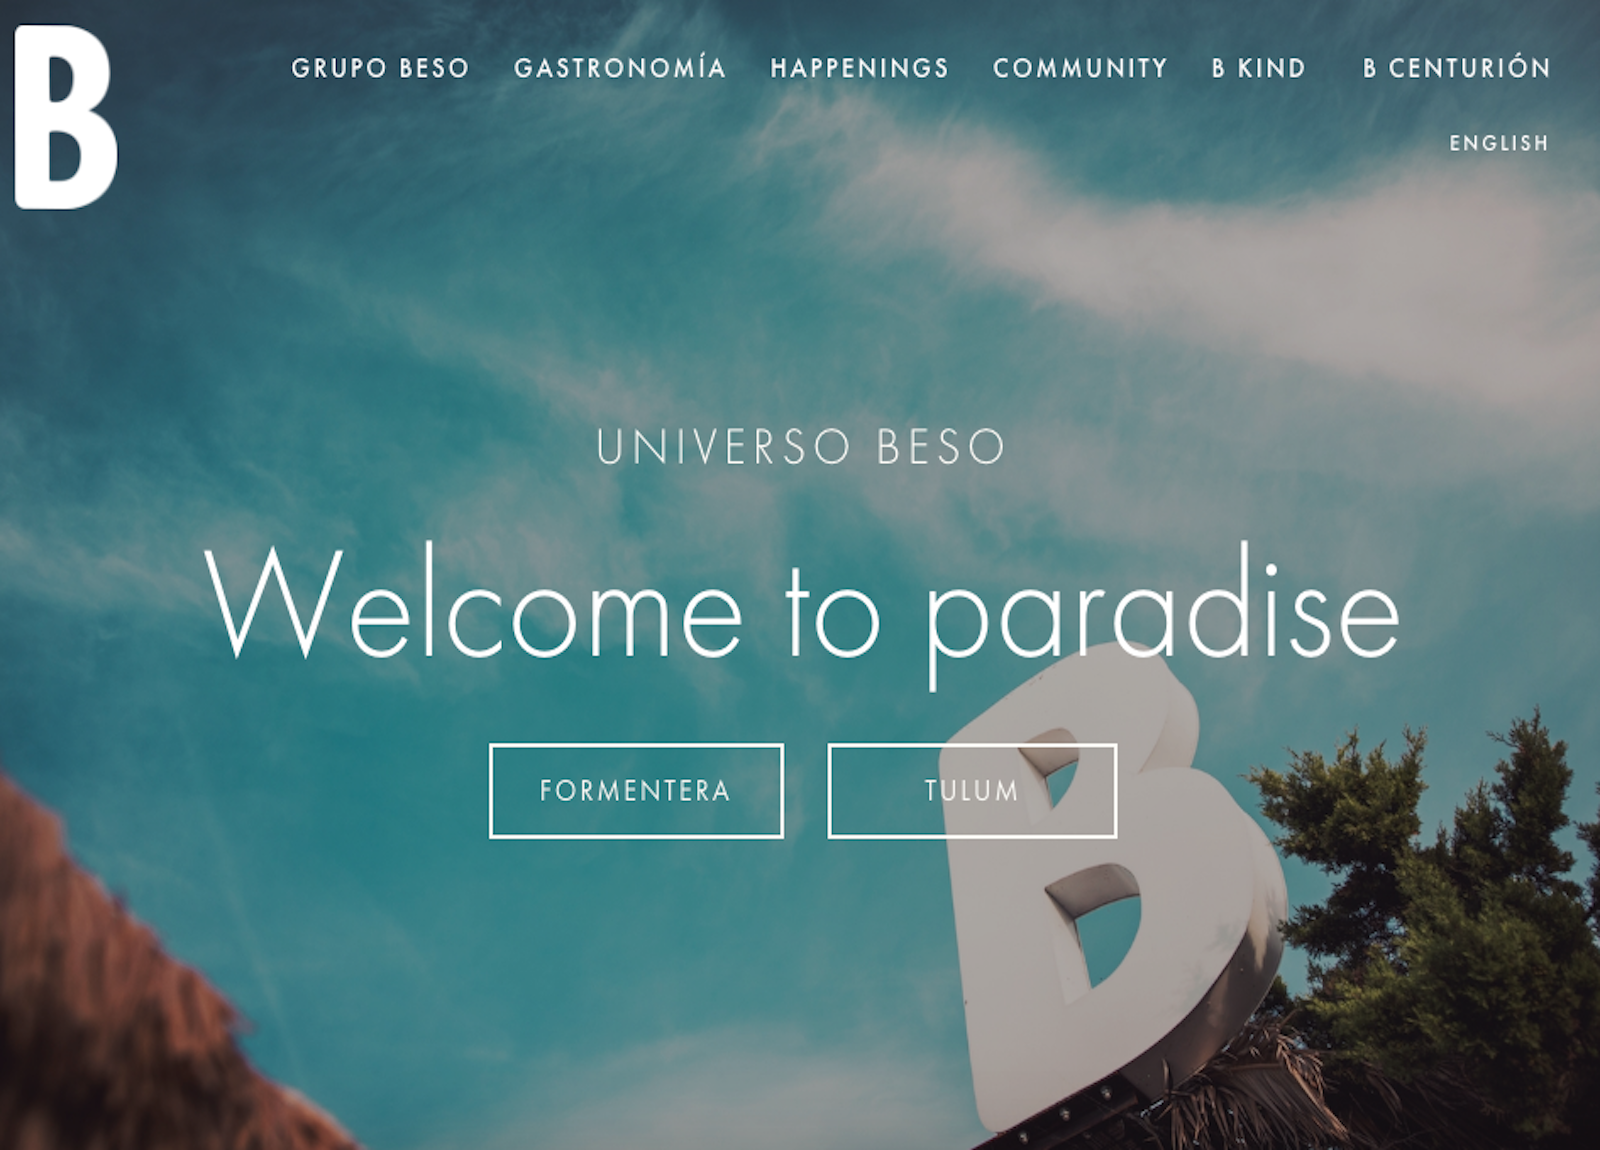 B
GRUPO BESO GASTRONOMÍA HAPPENINGS COMMUNITY B KIND B CENTURIÓN
ENGLISH
UNIVERSO BESO
Welcome to paradise
FORMENTERA TULUM
B